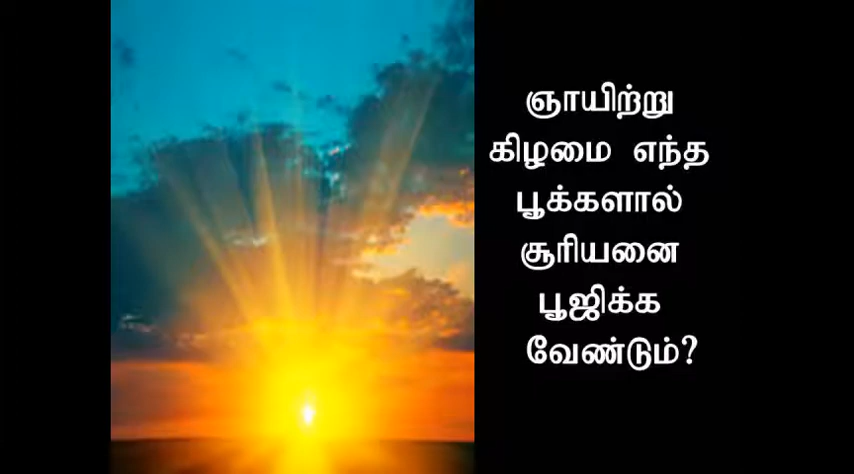 ஞாயிற்று
கிழமை எந்த
பூக்களால்
சூரியனை
பூஜிக்க
வேண்டும்?